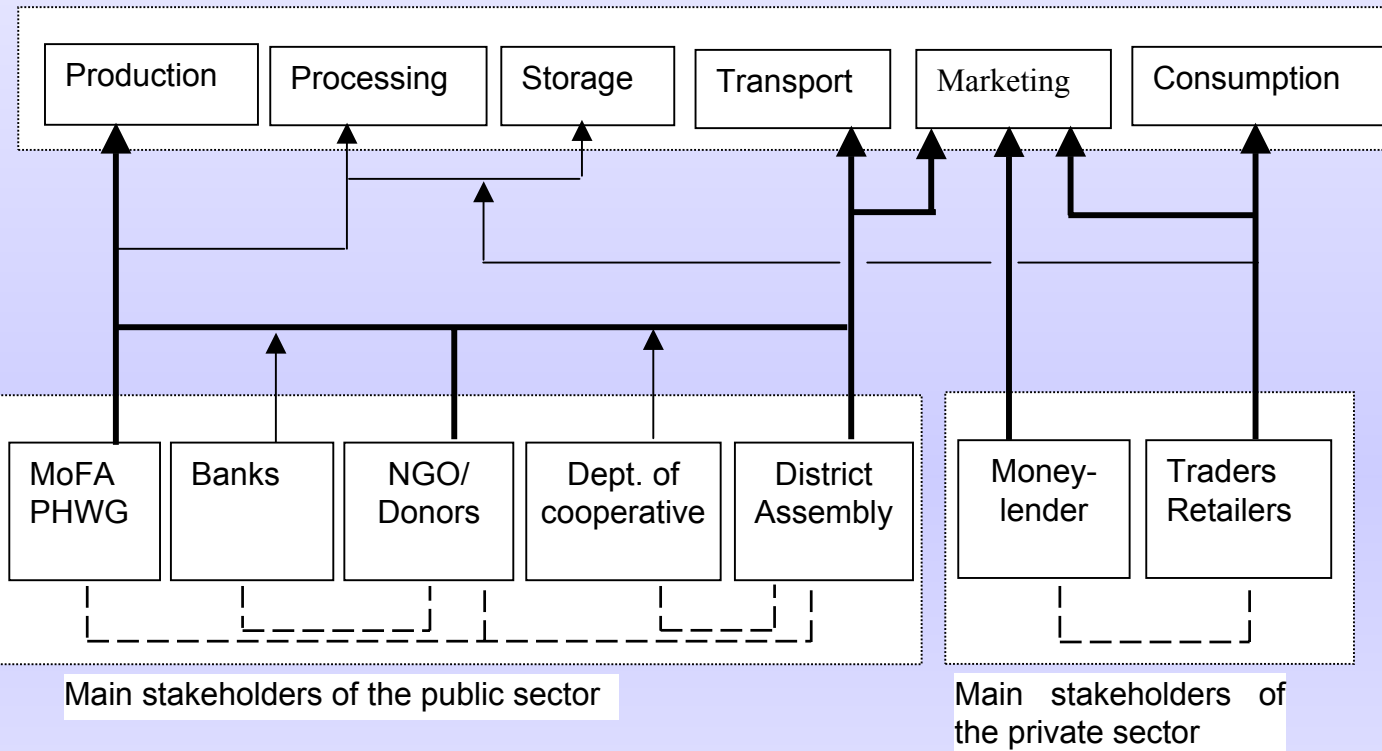 Production
Processing
Storage
Transport
Marketing
Consumption
MoFA
PHWG
Banks
NGO/
Donors
Dept. of
cooperative
District
Assembly
Money-
lender
Traders
Retailers
Main stakeholders of the public sector
Main stakeholders of
the private sector